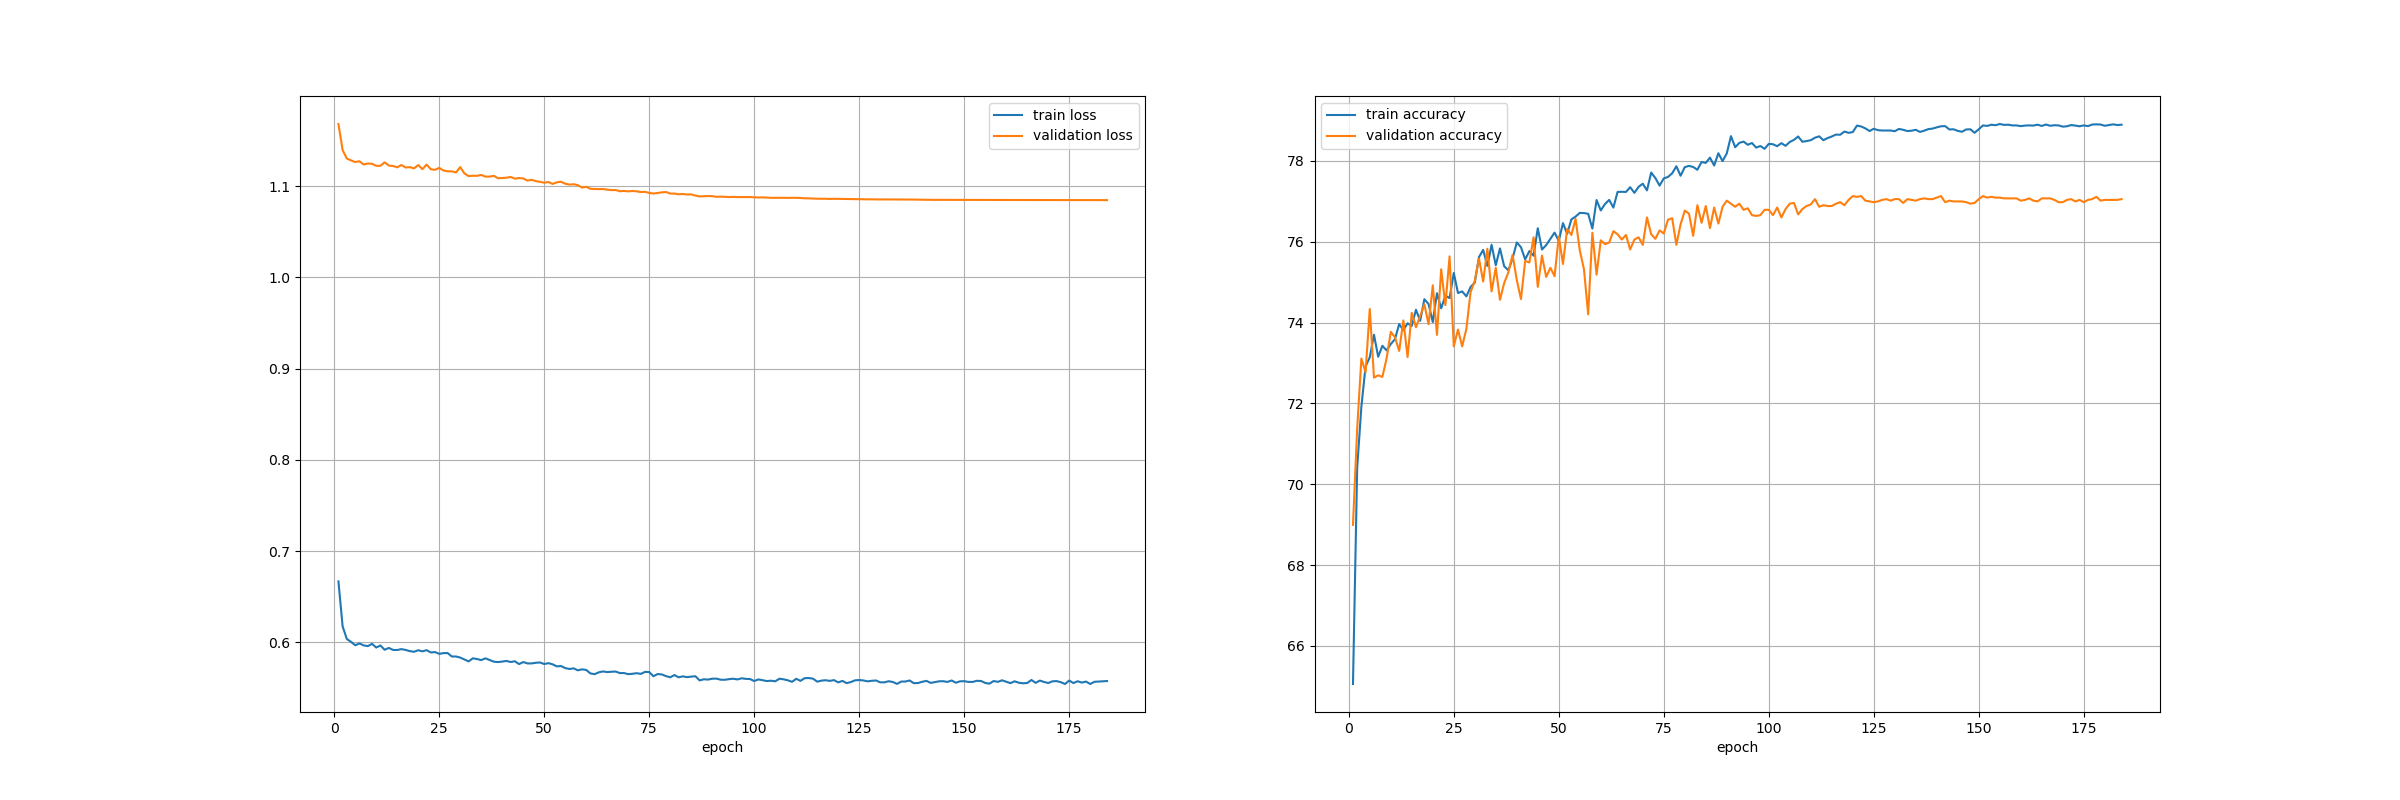 train loss
validation loss
1.1
1.0
0.9
0.8
0.7
0.6
0 25 50 75 100 125 150 175
epoch
train accuracy
validation accuracy
78
76
74
72
70
68
66
0 25 50 75 100 125 150 175
epoch